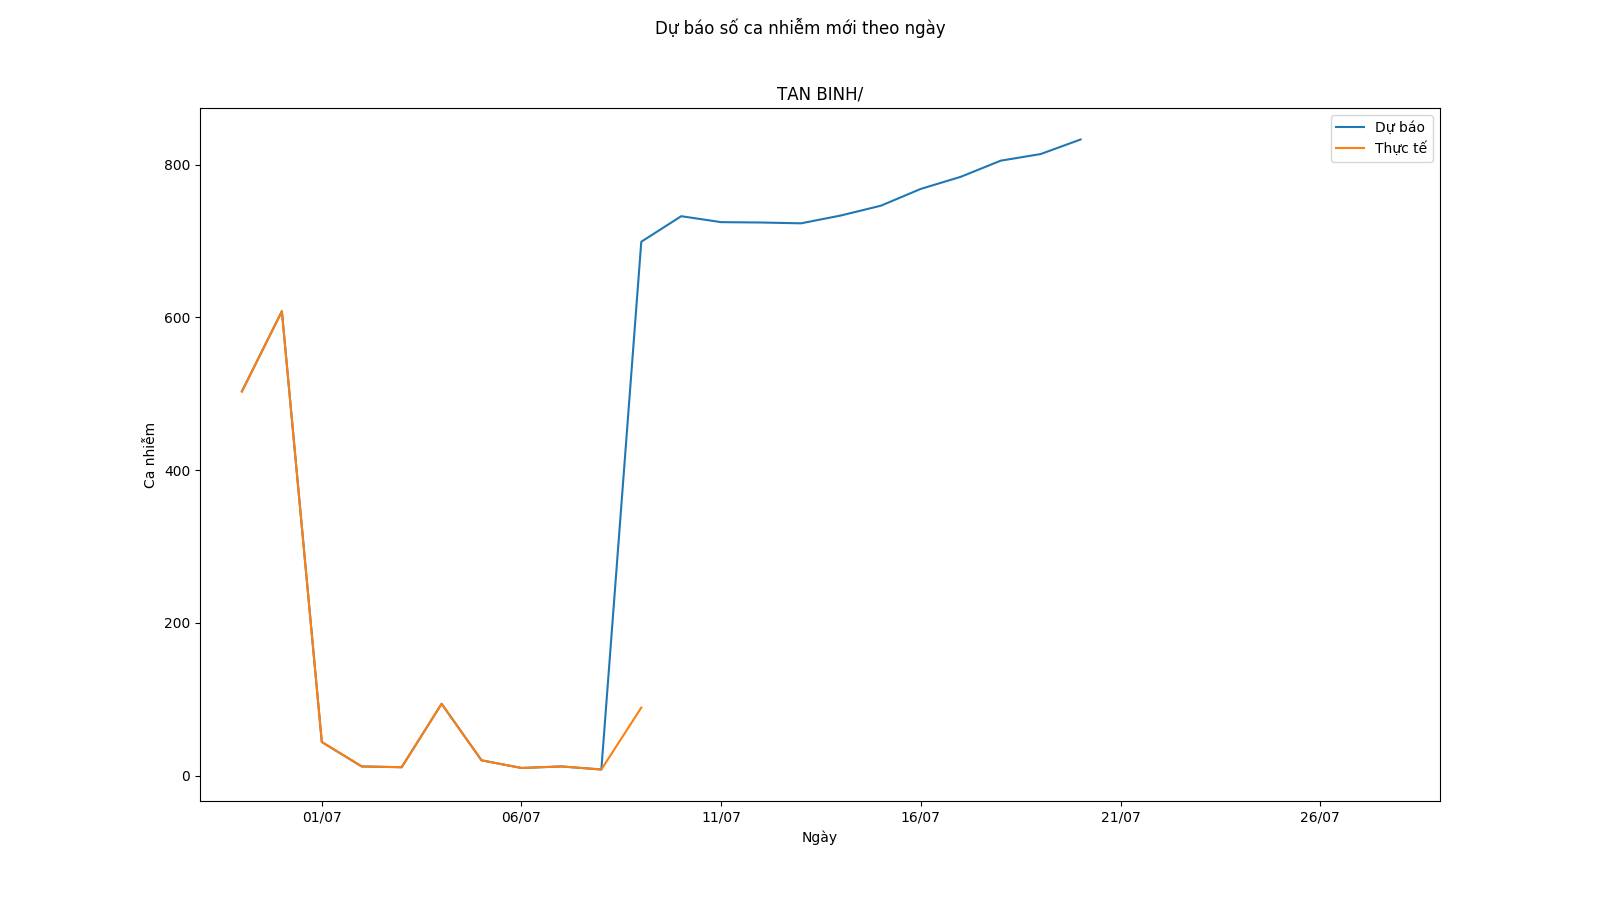 Dự báo số ca nhiễm mới theo ngày
TAN BINH/
Dự báo
Thực tế
800
600
400
200
0
Ca nhiễm
01/07
06/07
11/07
16/07
21/07
26/07
Ngày